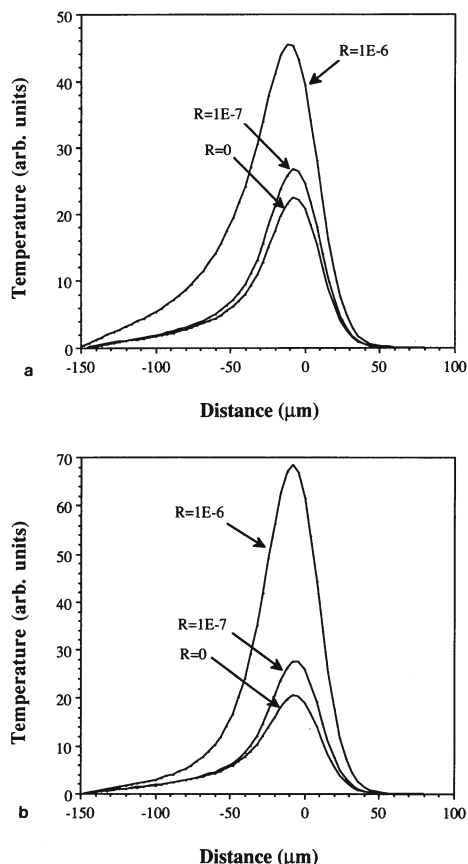 50
40
30
20
10
0
Temperature (arb. units)
R=1E-6
R=1E-7
R=0
-150 -100 -50 0 50 100
a
Distance (μm)
70
60
50
40
30
20
10
0
Temperature (arb. units)
R=1E-6
R=1E-7
R=0
-150 -100 -50 0 50 100
b
Distance (μm)